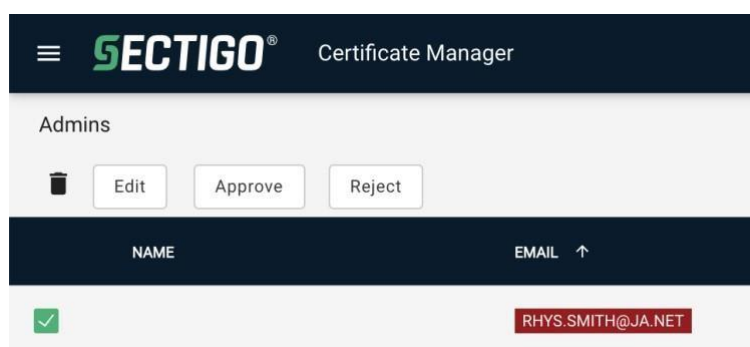 SECTIGO® Certificate Manager
Admins
Edit Approve Reject
NAME EMAIL ↑
RHYS.SMITH@JA.NET